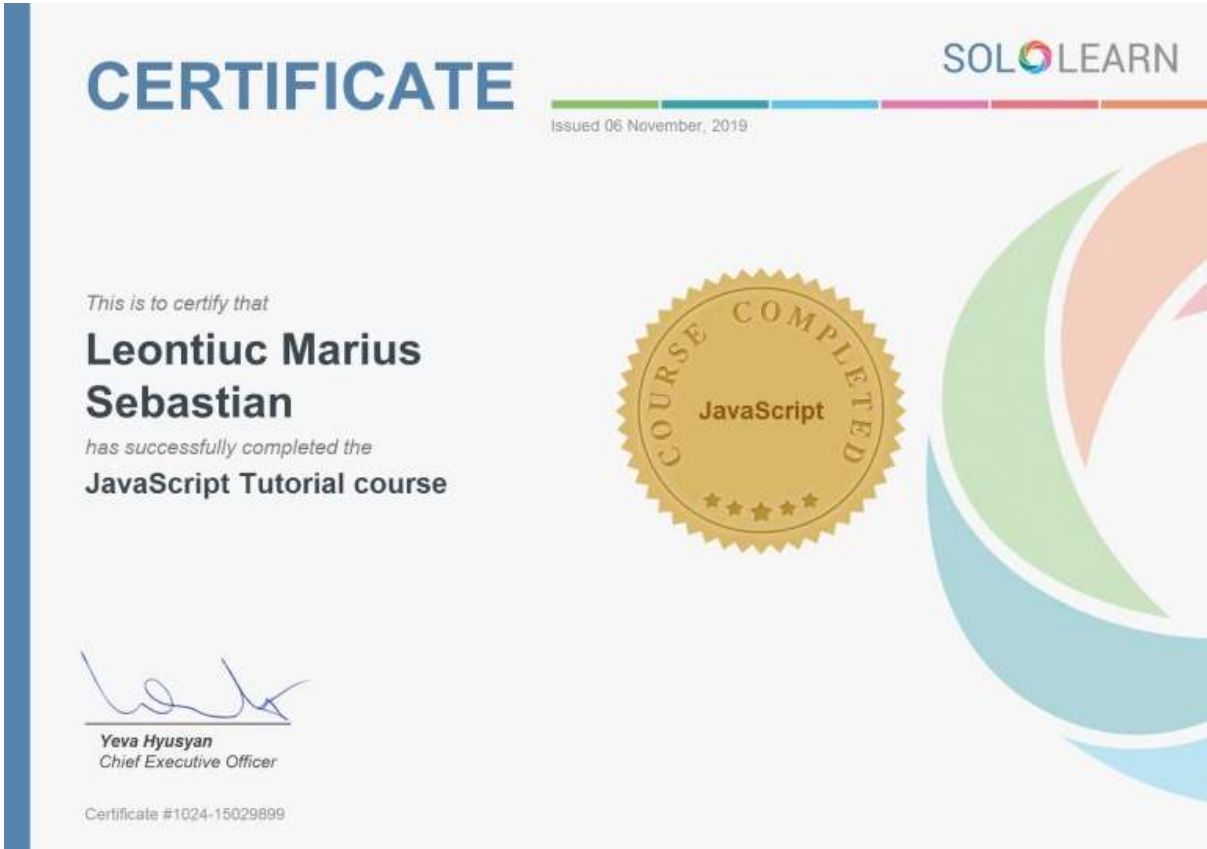 CERTIFICATE
SOLOLEARN
Issued 06 November, 2019
This is to certify that
Leontiuc Marius
Sebastian
has successfully completed the
JavaScript Tutorial course
COURSE COMPLETED
JavaScript
Yeva Hyusyan
Chief Executive Officer
Certificate #1024-15029899